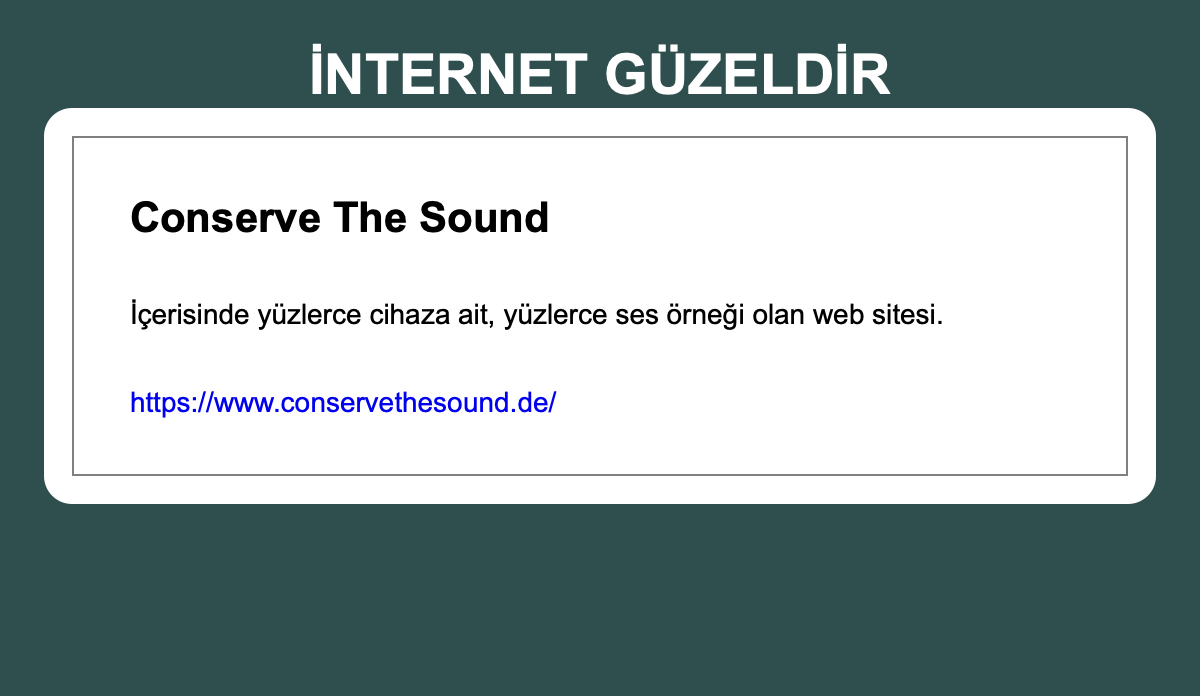 İNTERNET GÜZELDİR
Conserve The Sound
İçerisinde yüzlerce cihaza ait, yüzlerce ses örneği olan web sitesi.
https://www.conservethesound.de/